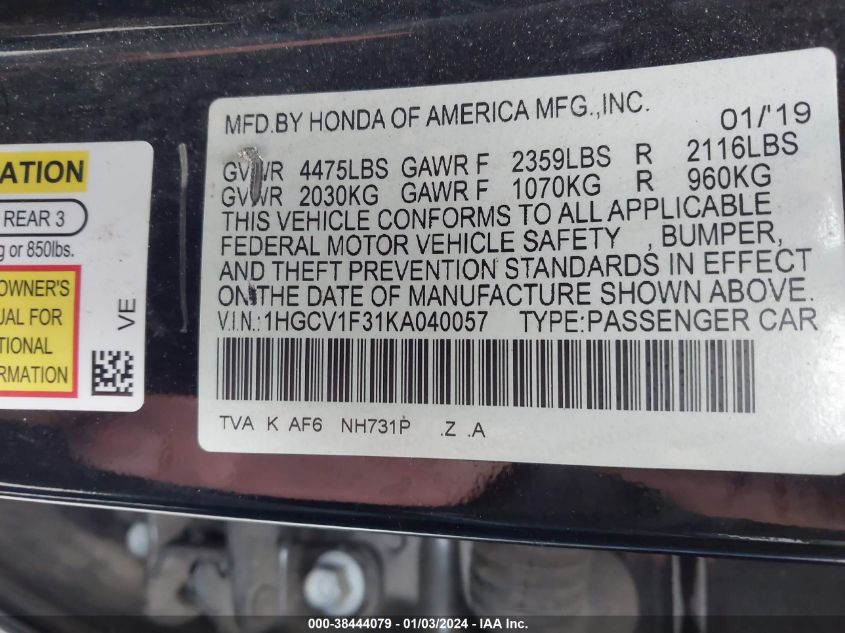 ATION
REAR 3
g or 850lbs.
OWNER'S
UAL FOR
TIONAL
ORMATION
VE
MFD.BY HONDA OF AMERICA MFG.,INC.
01/'19
GVWR 4475LBS GAWR F 2359LBS R 2116LBS
GVWR 2030KG GAWR F 1070KG R 960KG
THIS VEHICLE CONFORMS TO ALL APPLICABLE
FEDERAL MOTOR VEHICLE SAFETY , BUMPER,
AND THEFT PREVENTION STANDARDS IN EFFECT
ON THE DATE OF MANUFACTURE SHOWN ABOVE.
V.I.N.:1HGCV1F31KA040057 TYPE:PASSENGER CAR
TVA K AF6 NH731P .Z .A
000-38444079 - 01/03/2024 - IAA Inc.